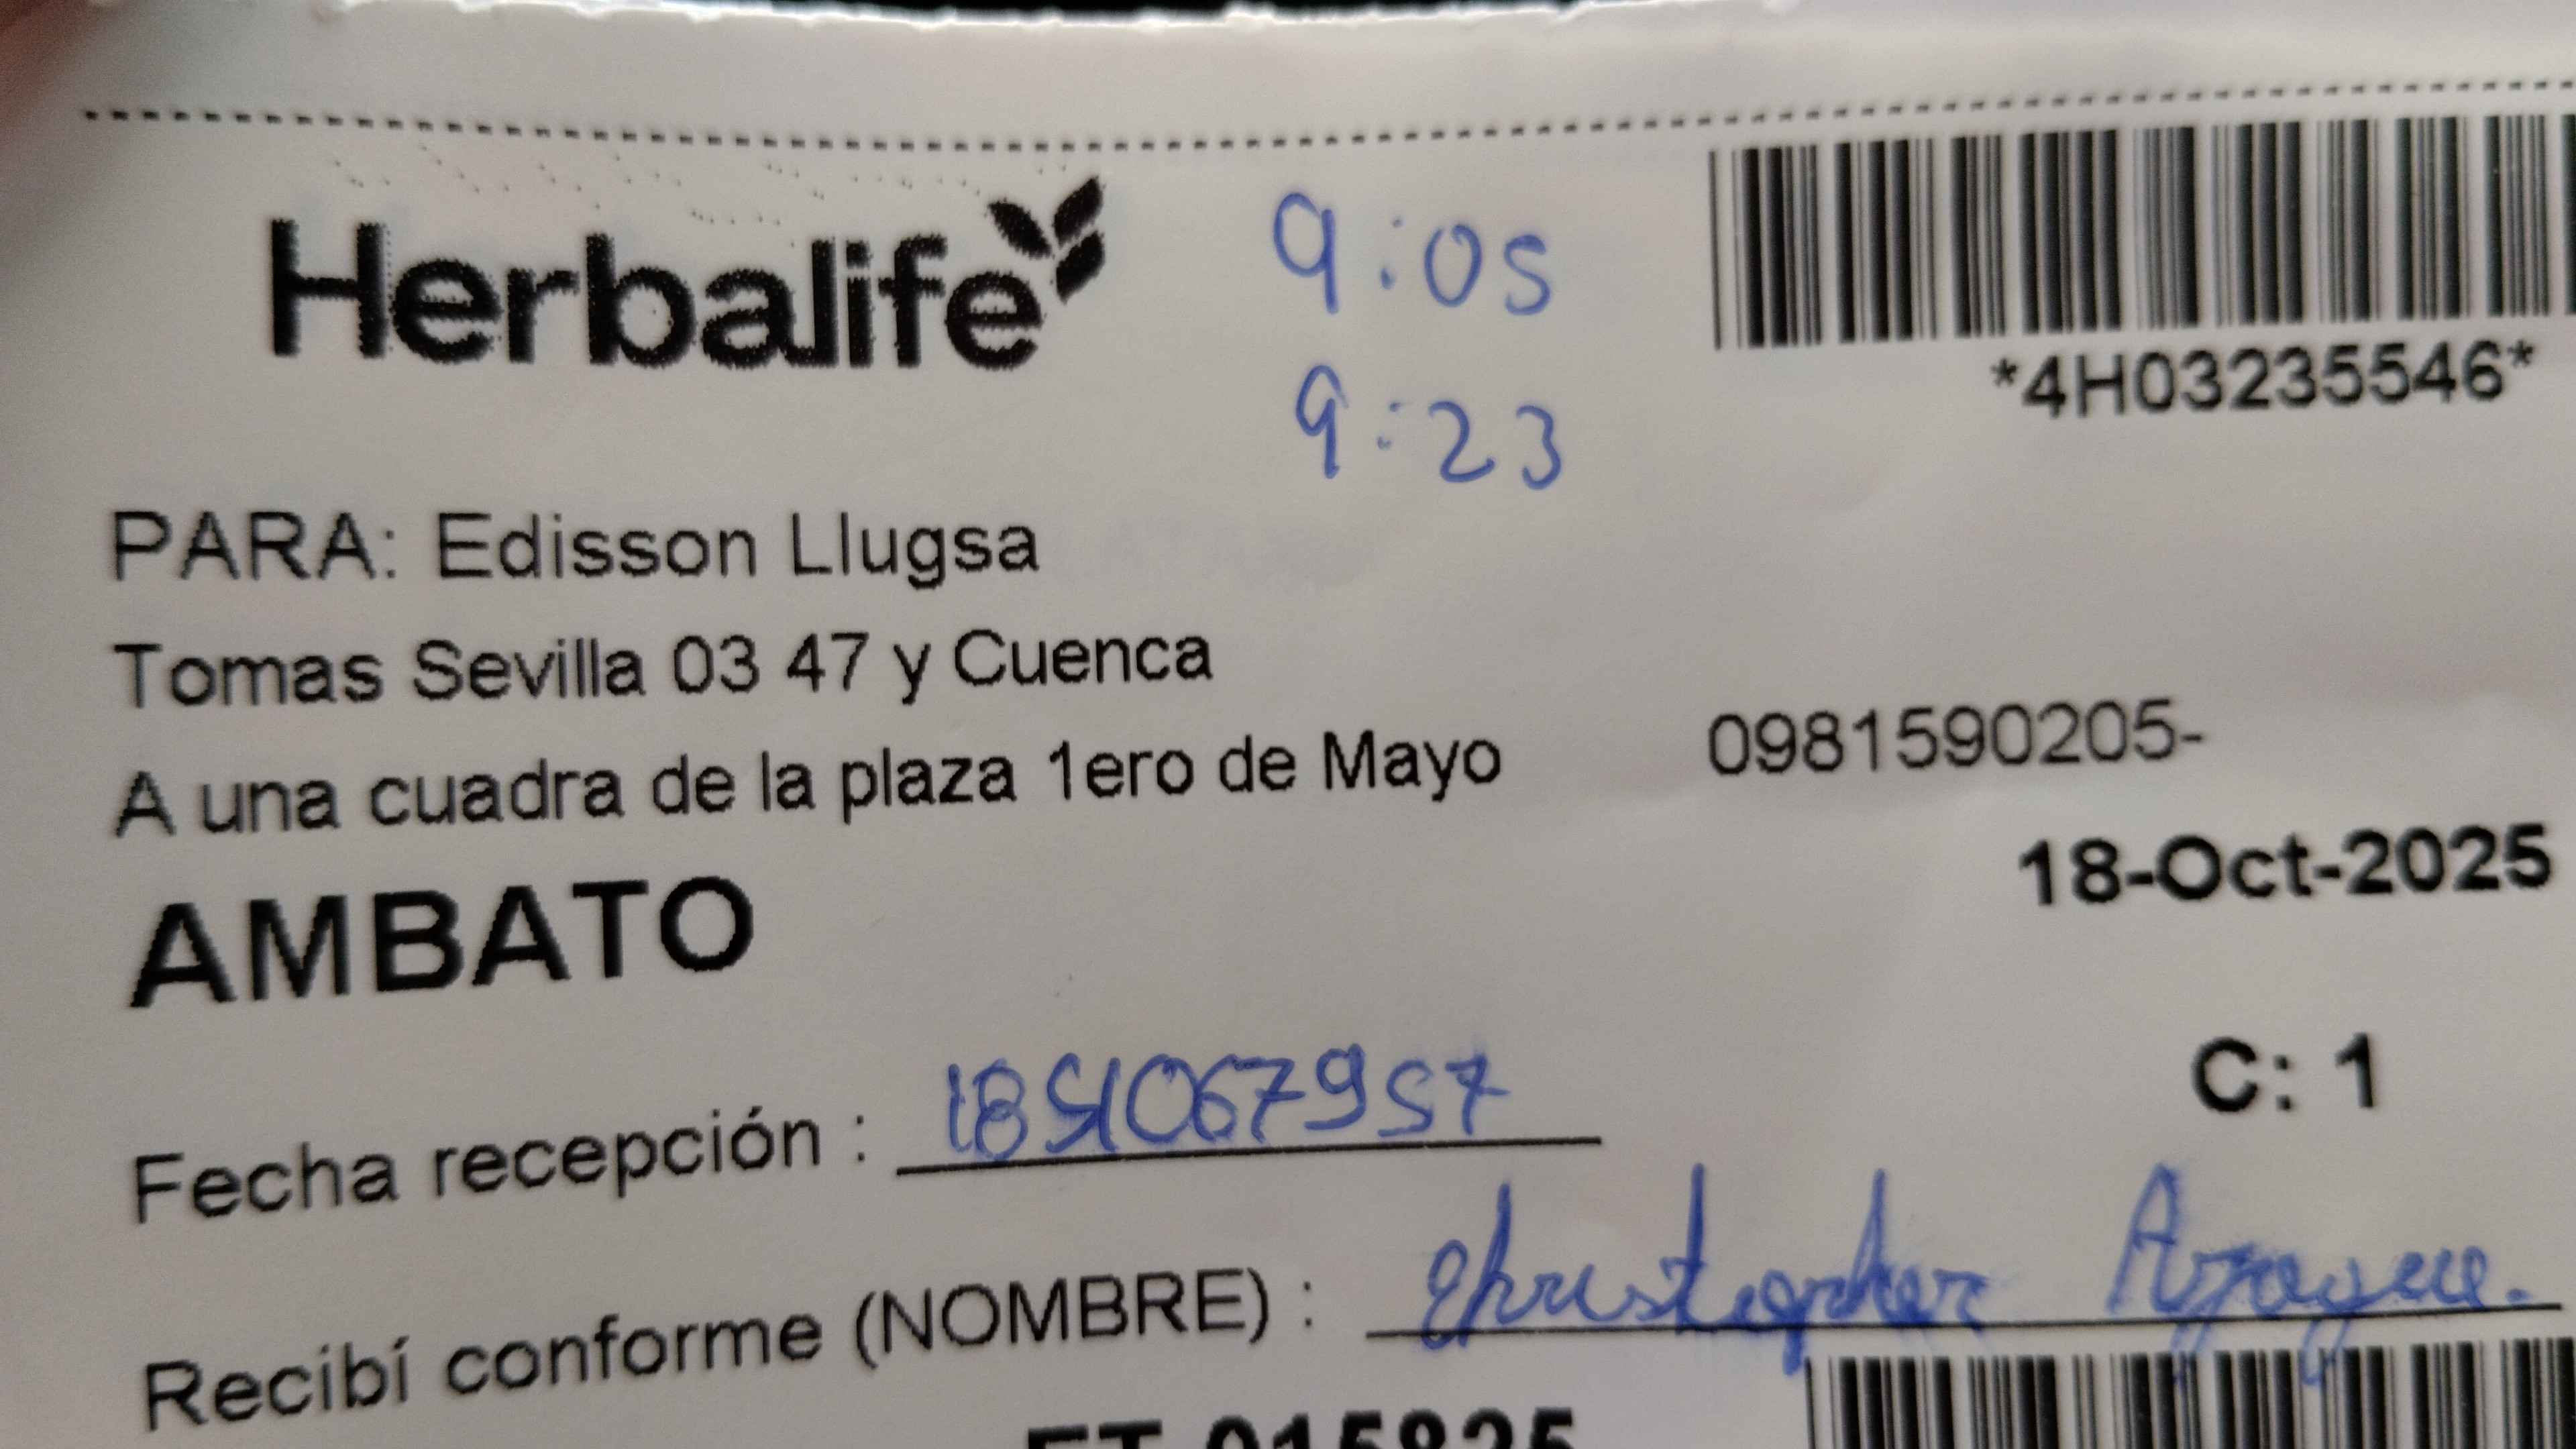 Herbalife
9:05
9:23
*4H03235546*
PARA: Edisson Llugsa
Tomas Sevilla 03 47 y Cuenca
A una cuadra de la plaza 1ero de Mayo 0981590205-
18-Oct-2025
AMBATO
C: 1
Fecha recepción :
Recibí conforme (NOMBRE) : Christopher